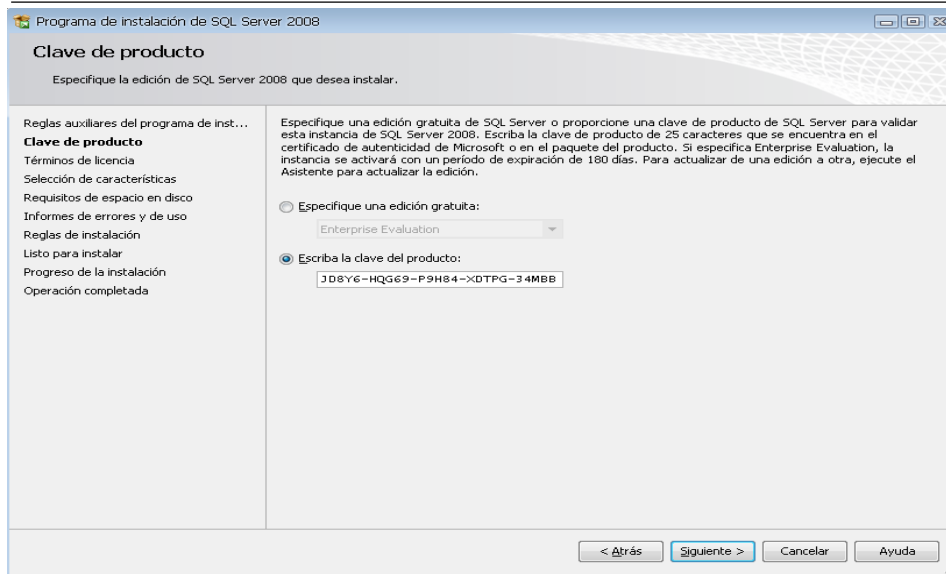 Programa de instalación de SQL Server 2008
Clave de producto
Especifique la edición de SQL Server 2008 que desea instalar.
Reglas auxiliares del programa de inst...
Clave de producto
Términos de licencia
Selección de características
Requisitos de espacio en disco
Informes de errores y de uso
Reglas de instalación
Listo para instalar
Progreso de la instalación
Operación completada
Especifique una edición gratuita de SQL Server o proporcione una clave de producto de SQL Server para validar
esta instancia de SQL Server 2008. Escriba la clave de producto de 25 caracteres que se encuentra en el
certificado de autenticidad de Microsoft o en el paquete del producto. Si especifica Enterprise Evaluation, la
instancia se activará con un período de expiración de 180 días. Para actualizar de una edición a otra, ejecute el
Asistente para actualizar la edición.
Especifique una edición gratuita:
Enterprise Evaluation
Escriba la clave del producto:
JD8Y6-HQG69-P9H84-XDTPG-34MBB
< Atrás
Siguiente >
Cancelar
Ayuda